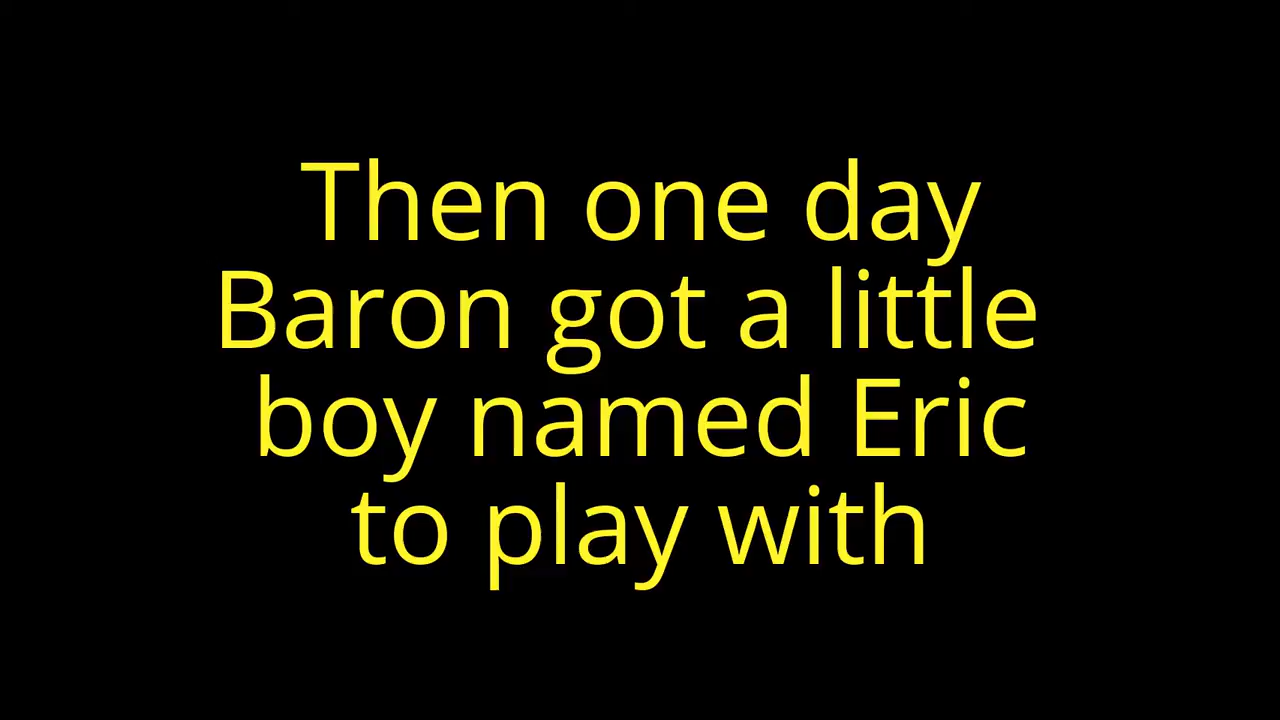 Then one day
Baron got a little
boy named Eric
to play with